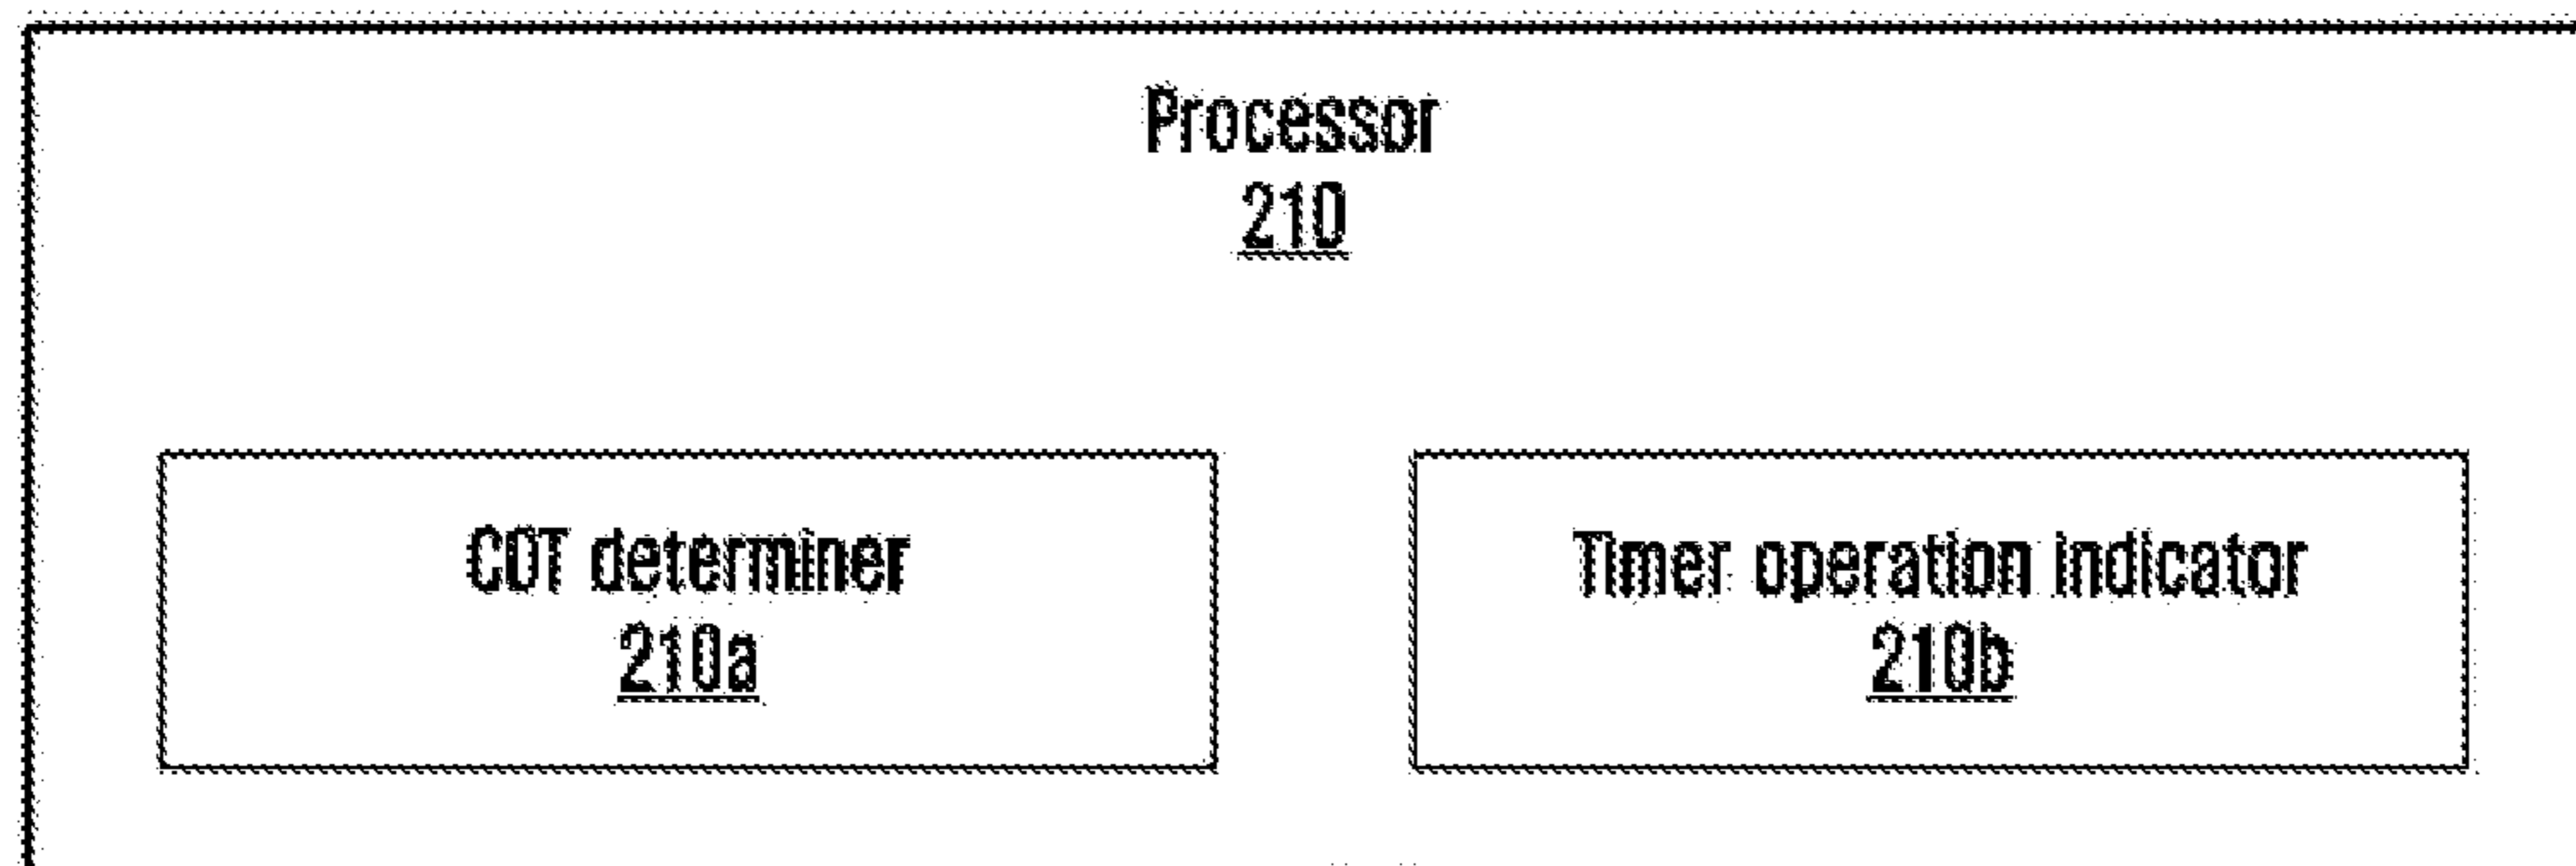 Processor
210
COT determiner
210a
Timer operation indicator
210b